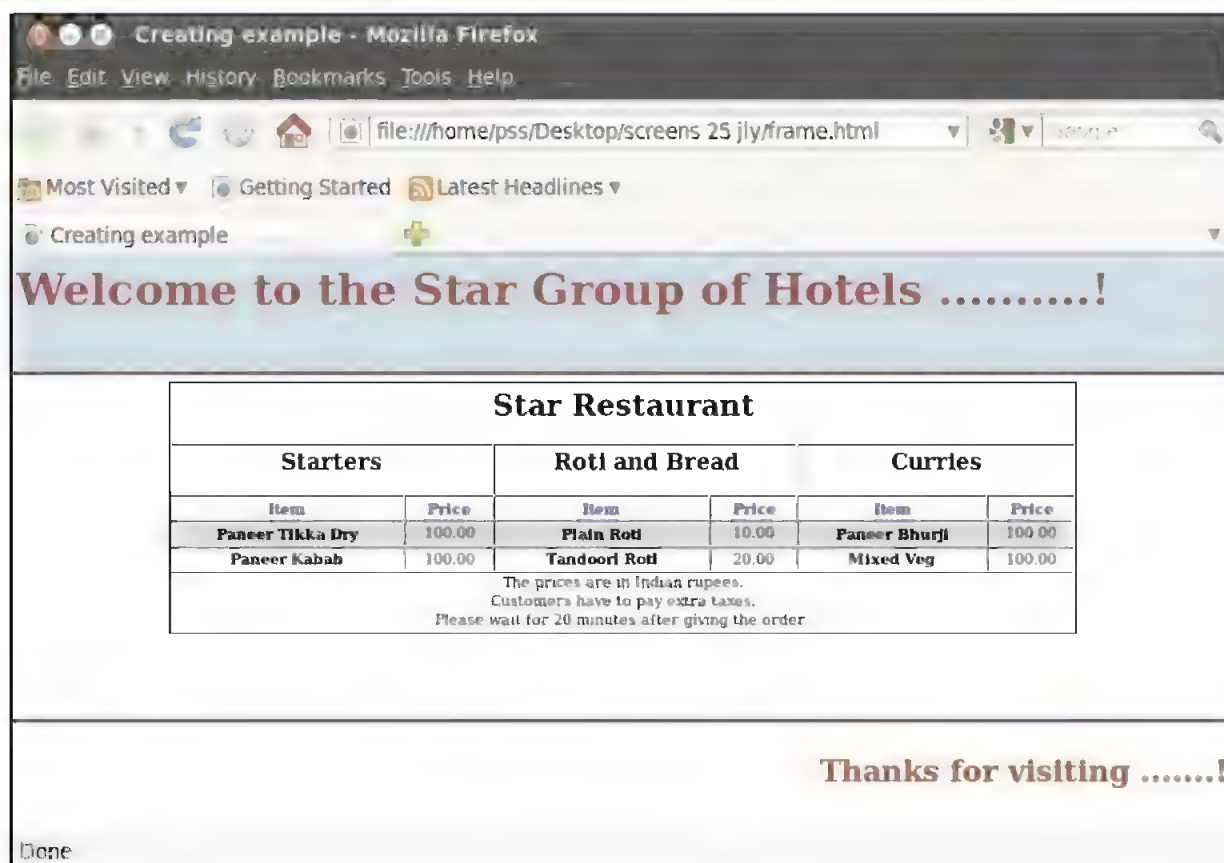 Creating example - Mozilla Firefox
File Edit View History Bookmarks Tools Help
file:///home/pss/Desktop/screens 25 jly/frame.html
Most Visited Getting Started Latest Headlines
Creating example
Welcome to the Star Group of Hotels ..........!
Star Restaurant
Starters Roti and Bread Curries
Item Price Item Price Item Price
Paneer Tikka Dry 100.00 Plain Roti 10.00 Paneer Bhurji 100.00
Paneer Kabab 100.00 Tandoori Roti 20.00 Mixed Veg 100.00
The prices are in Indian rupees.
Customers have to pay extra taxes.
Please wait for 20 minutes after giving the order
Thanks for visiting .......!
Done